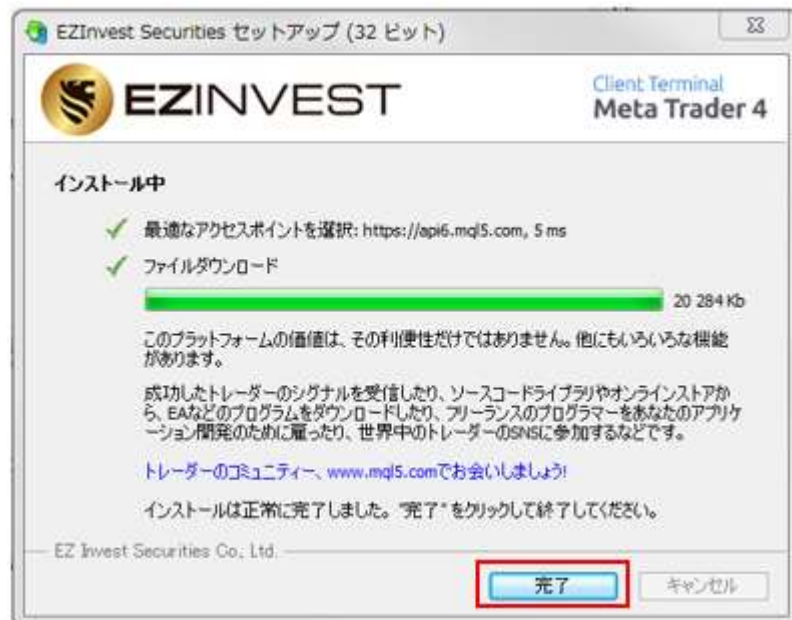 EZInvest Securities セットアップ (32 ビット)
EZINVEST
Client Terminal
Meta Trader 4
インストール中
最適なアクセスポイントを選択: https://api6.mql5.com, 5 ms
ファイルダウンロード
20 284 Kb
このプラットフォームの価値は、その利便性だけではありません。他にもいろいろな機能
があります。
成功したトレーダーのシグナルを受信したり、ソースコードライブラリやオンラインストアか
ら、EAなどのプログラムをダウンロードしたり、フリーランスのプログラマーをあなたのアプリケ
ーション開発のために雇ったり、世界中のトレーダーのSNSに参加するなどです。
トレーダーのコミュニティー、www.mql5.comでお会いしましょう!
インストールは正常に完了しました。"完了"をクリックして終了してください。
EZ Invest Securities Co., Ltd.
完了
キャンセル